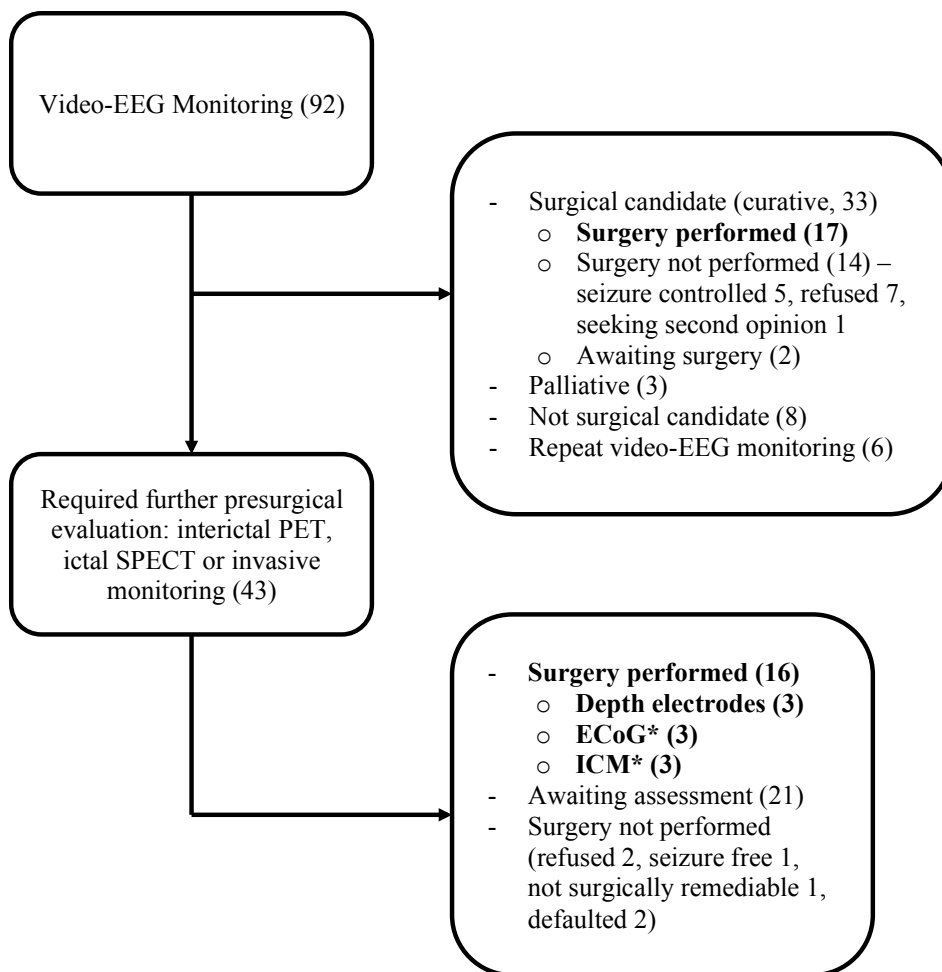 Video-EEG Monitoring (92)
- Surgical candidate (curative, 33)
o Surgery performed (17)
o Surgery not performed (14) –
seizure controlled 5, refused 7,
seeking second opinion 1
o Awaiting surgery (2)
- Palliative (3)
- Not surgical candidate (8)
- Repeat video-EEG monitoring (6)
Required further presurgical
evaluation: interictal PET,
ictal SPECT or invasive
monitoring (43)
- Surgery performed (16)
o Depth electrodes (3)
o ECoG* (3)
o ICM* (3)
- Awaiting assessment (21)
- Surgery not performed
(refused 2, seizure free 1,
not surgically remediable 1,
defaulted 2)